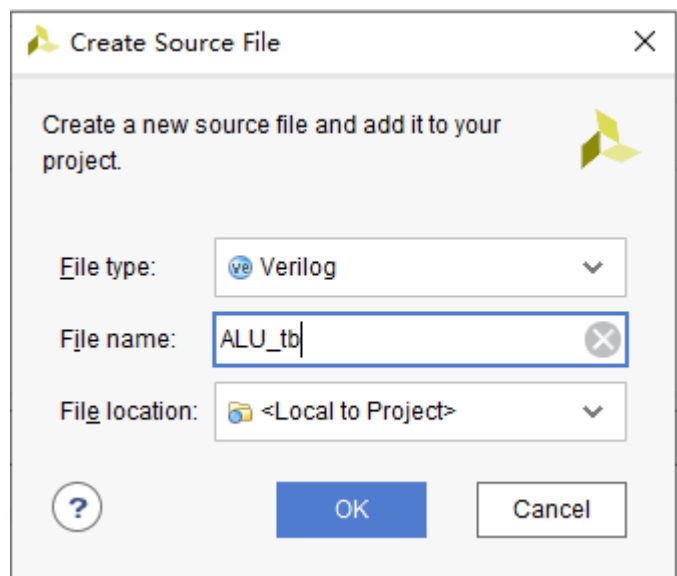 Create Source File
Create a new source file and add it to your
project.
File type:
Verilog
File name:
ALU_tb
File location:
<Local to Project>
?
OK
Cancel